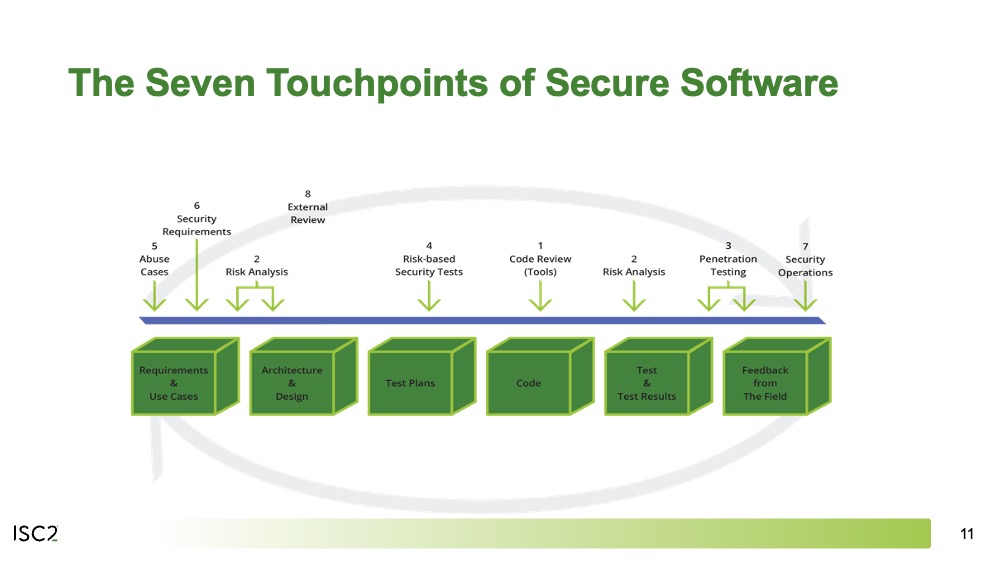 The Seven Touchpoints of Secure Software
8
External
Review
6
Security
Requirements
5
Abuse
Cases
2
Risk Analysis
4
Risk-based
Security Tests
1
Code Review
(Tools)
2
Risk Analysis
3
Penetration
Testing
7
Security
Operations
Requirements
&
Use Cases
Architecture
&
Design
Test Plans
Code
Test
&
Test Results
Feedback
from
The Field
ISC2
11